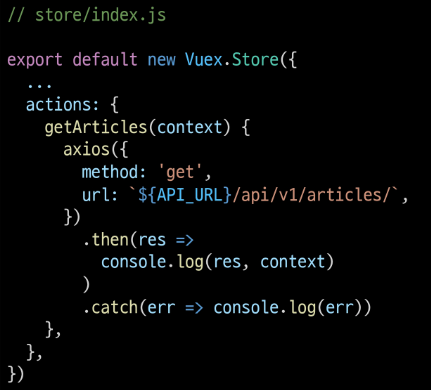 // store/index.js

export default new Vuex.Store({
  ...
  actions: {
    getArticles(context) {
      axios({
        method: 'get',
        url: `${API_URL}/api/v1/articles/`,
      })
        .then(res =>
          console.log(res, context)
        )
        .catch(err => console.log(err))
    },
  },
})